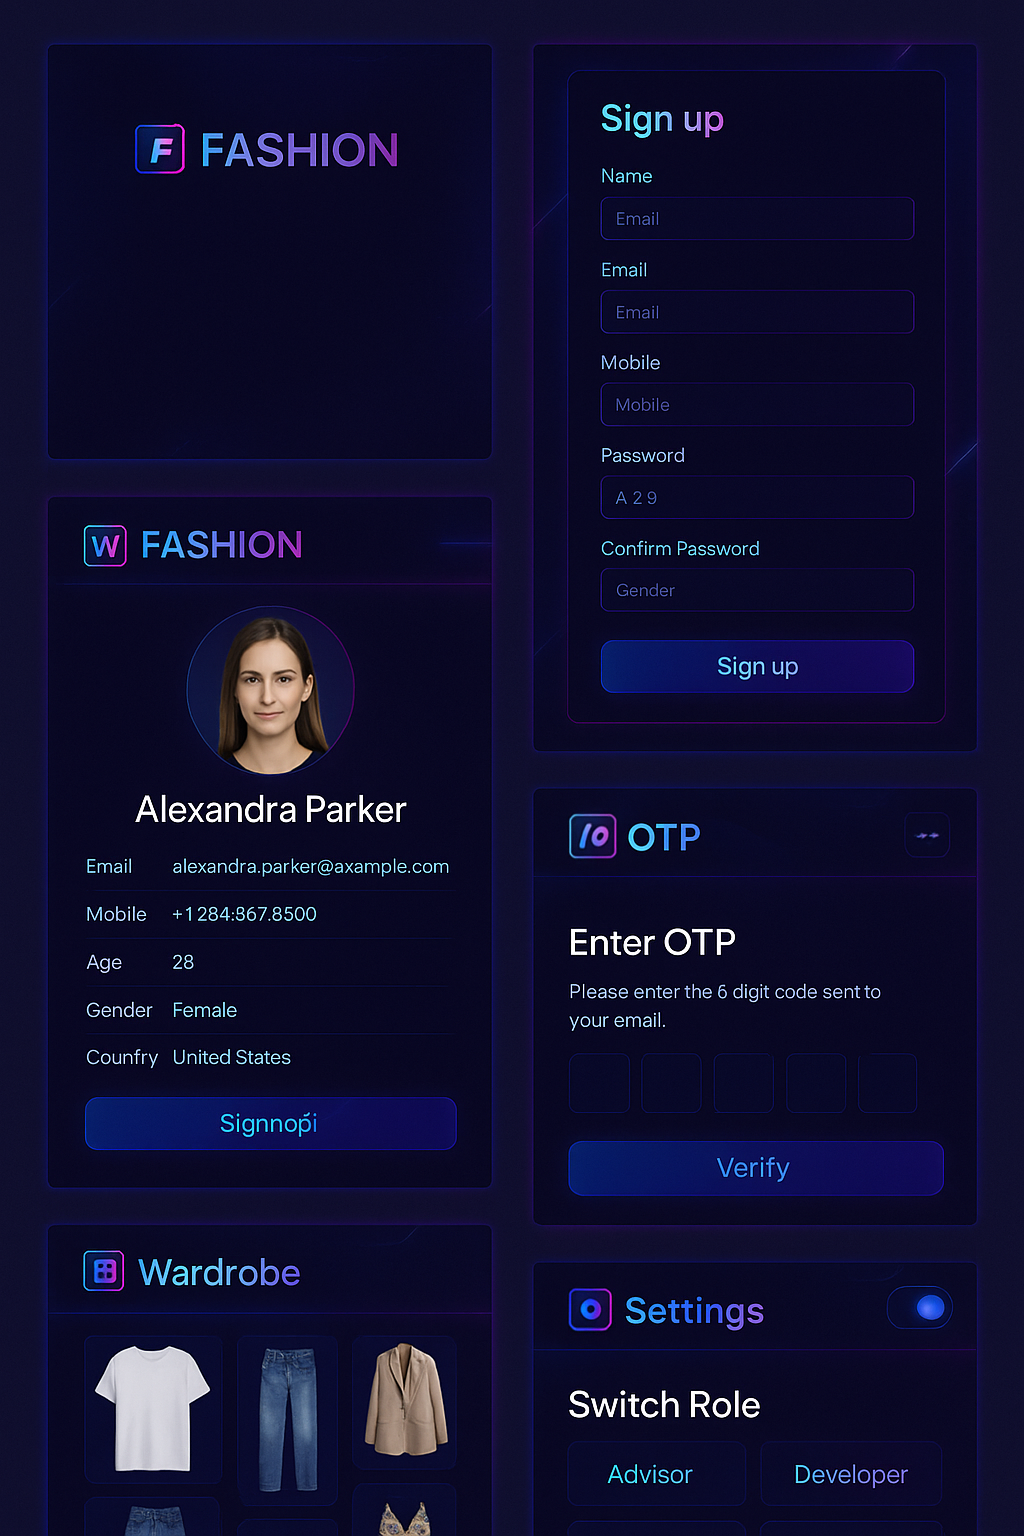 F FASHION
Sign up
Name
Email
Email
Email
Mobile
Mobile
Password
A 2 9
Confirm Password
Gender
Sign up
W FASHION
Alexandra Parker
Email alexandra.parker@axample.com
Mobile +1 284:867.8500
Age 28
Gender Female
Counfry United States
Signnopi
OTP
Enter OTP
Please enter the 6 digit code sent to
your email.
Verify
Wardrobe
Settings
Switch Role
Advisor Developer